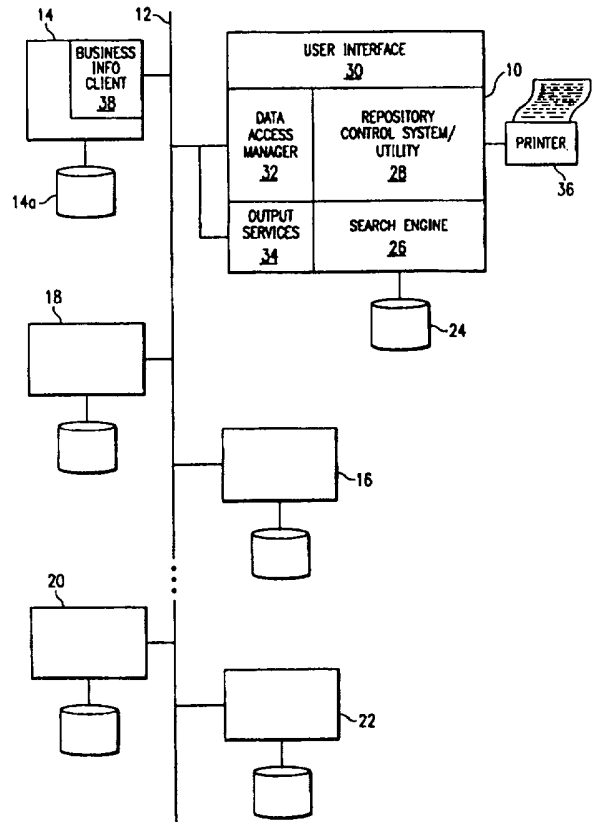 14
12
BUSINESS
INFO
CLIENT
38
14a
USER INTERFACE
30
10
DATA
ACCESS
MANAGER
32
REPOSITORY
CONTROL SYSTEM/
UTILITY
28
PRINTER
36
OUTPUT
SERVICES
34
SEARCH ENGINE
26
24
18
16
20
22